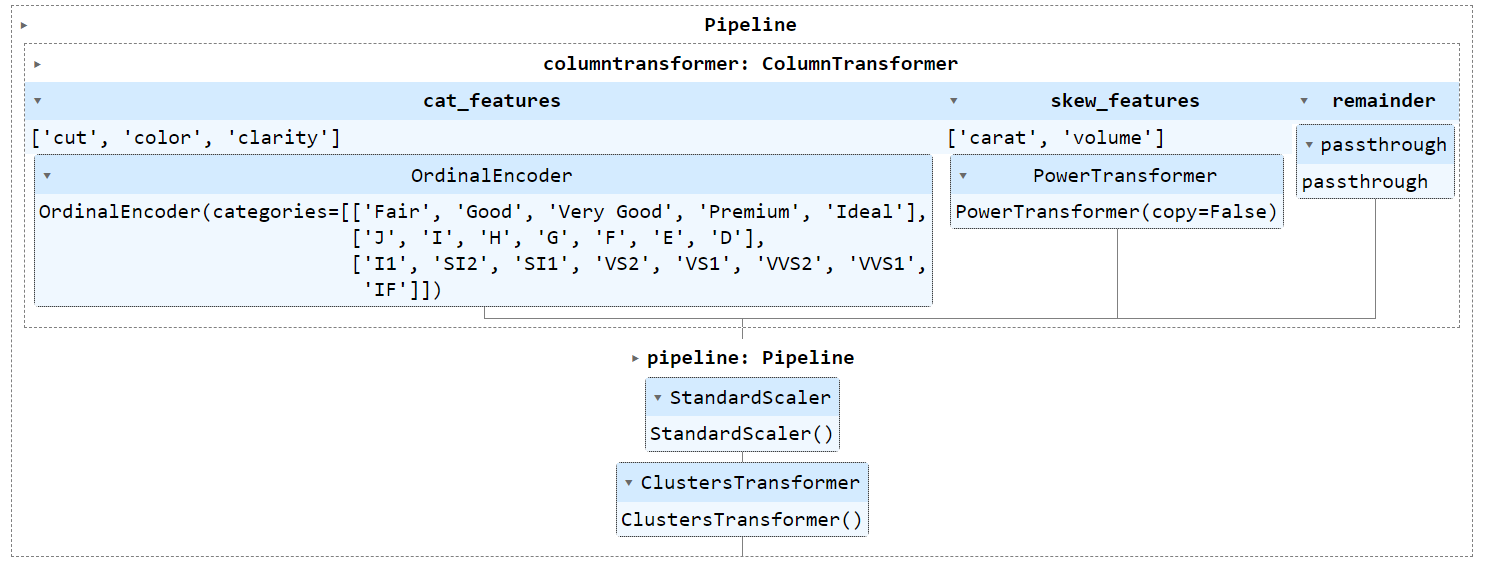 Pipeline
columntransformer: ColumnTransformer
cat_features
['cut', 'color', 'clarity']
OrdinalEncoder
OrdinalEncoder(categories=[['Fair', 'Good', 'Very Good', 'Premium', 'Ideal'],
['J', 'I', 'H', 'G', 'F', 'E', 'D'],
['I1', 'SI2', 'SI1', 'VS2', 'VS1', 'VVS2', 'VVS1',
'IF']])
skew_features
['carat', 'volume']
PowerTransformer
PowerTransformer(copy=False)
remainder
passthrough
passthrough
pipeline: Pipeline
StandardScaler
StandardScaler()
ClustersTransformer
ClustersTransformer()